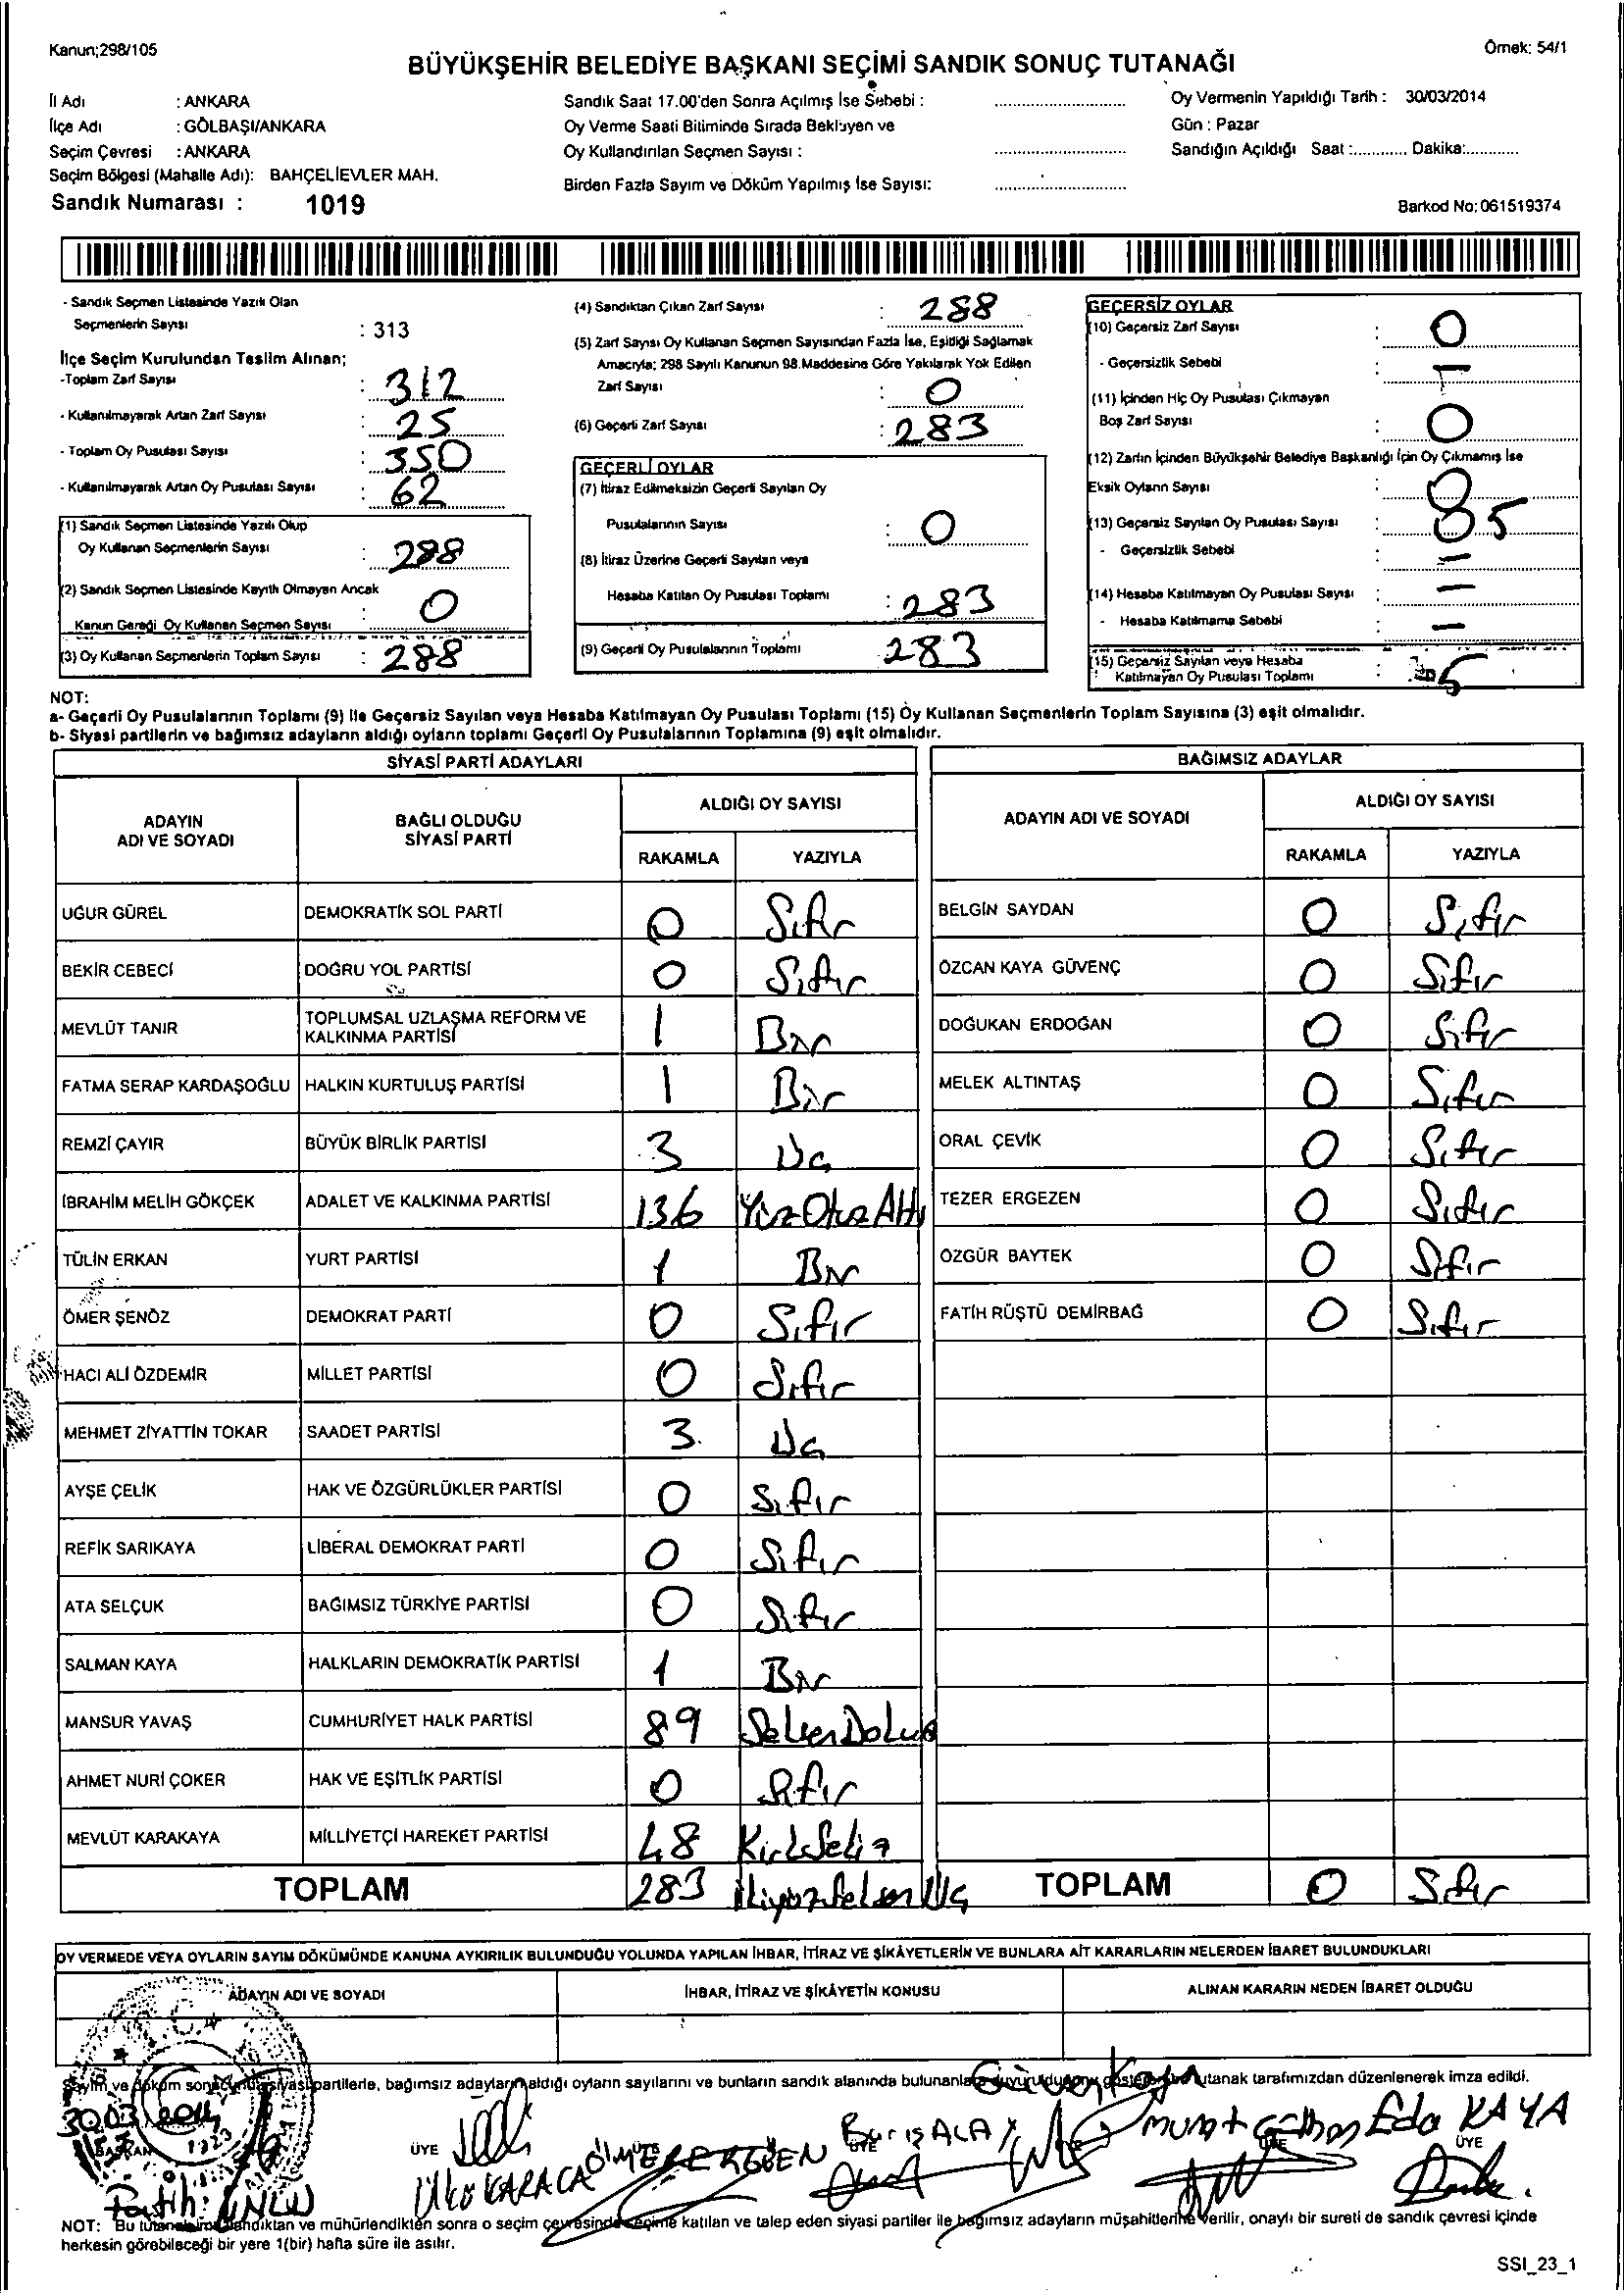 Kanun;298/105
Örnek: 54/1
BÜYÜKŞEHİR BELEDİYE BAŞKANI SEÇİMİ SANDIK SONUÇ TUTANAĞI
İl Adı : ANKARA
İlçe Adı : GÖLBAŞI/ANKARA
Seçim Çevresi : ANKARA
Seçim Bölgesi (Mahalle Adı): BAHÇELİEVLER MAH.
Sandık Numarası : 1019
Sandık Saat 17.00'den Sonra Açılmış İse Sebebi :
Oy Verme Saati Bitiminde Sırada Bekleyen ve
Oy Kullandırılan Seçmen Sayısı :
Birden Fazla Sayım ve Döküm Yapılmış İse Sayısı:
Oy Vermenin Yapıldığı Tarih : 30/03/2014
Gün : Pazar
Sandığın Açıldığı Saat :............ Dakika:............
Barkod No: 061519374
- Sandık Seçmen Listesinde Yazılı Olan
Seçmenlerin Sayısı : 313
İlçe Seçim Kurulundan Teslim Alınan;
-Toplam Zarf Sayısı : 312
- Kullanılmayarak Artan Zarf Sayısı : 25
- Toplam Oy Pusulası Sayısı : 350
- Kullanılmayarak Artan Oy Pusulası Sayısı : 62
(1) Sandık Seçmen Listesinde Yazılı Olup
Oy Kullanan Seçmenlerin Sayısı : 288
(2) Sandık Seçmen Listesinde Kayıtlı Olmayan Ancak
Kanun Gereği Oy Kullanan Seçmen Sayısı : 0
(3) Oy Kullanan Seçmenlerin Toplam Sayısı : 288
(4) Sandıktan Çıkan Zarf Sayısı : 288
(5) Zarf Sayısı Oy Kullanan Seçmen Sayısından Fazla İse, Eşitliği Sağlamak
Amacıyla; 298 Sayılı Kanunun 98.Maddesine Göre Yakılarak Yok Edilen
Zarf Sayısı : 0
(6) Geçerli Zarf Sayısı : 283
GEÇERLİ OYLAR
(7) İtiraz Edilmeksizin Geçerli Sayılan Oy
Pusulalarının Sayısı : 0
(8) İtiraz Üzerine Geçerli Sayılan veya
Hesaba Katılan Oy Pusulası Toplamı : 283
(9) Geçerli Oy Pusulalarının Toplamı 283
GEÇERSİZ OYLAR
(10) Geçersiz Zarf Sayısı : 0
- Geçersizlik Sebebi : -
(11) İçinden Hiç Oy Pusulası Çıkmayan
Boş Zarf Sayısı : 0
(12) Zarfın İçinden Büyükşehir Belediye Başkanlığı İçin Oy Çıkmamış İse
Eksik Oyların Sayısı : 0
(13) Geçersiz Sayılan Oy Pusulası Sayısı : 5
- Geçersizlik Sebebi : -
(14) Hesaba Katılmayan Oy Pusulası Sayısı : -
- Hesaba Katılmama Sebebi : -
(15) Geçersiz Sayılan veya Hesaba
Katılmayan Oy Pusulası Toplamı : 5
NOT:
a- Geçerli Oy Pusulalarının Toplamı (9) ile Geçersiz Sayılan veya Hesaba Katılmayan Oy Pusulası Toplamı (15) Oy Kullanan Seçmenlerin Toplam Sayısına (3) eşit olmalıdır.
b- Siyasi partilerin ve bağımsız adayların aldığı oyların toplamı Geçerli Oy Pusulalarının Toplamına (9) eşit olmalıdır.
SİYASİ PARTİ ADAYLARI
ADAYIN ADI VE SOYADI
BAĞLI OLDUĞU SİYASİ PARTİ
ALDIĞI OY SAYISI
RAKAMLA YAZIYLA
UĞUR GÜREL DEMOKRATİK SOL PARTİ 0 Sıfır
BEKİR CEBECİ DOĞRU YOL PARTİSİ 0 Sıfır
MEVLÜT TANIR TOPLUMSAL UZLAŞMA REFORM VE KALKINMA PARTİSİ 1 Bir
FATMA SERAP KARDAŞOĞLU HALKIN KURTULUŞ PARTİSİ 1 Bir
REMZİ ÇAYIR BÜYÜK BİRLİK PARTİSİ 3 Üç
İBRAHİM MELİH GÖKÇEK ADALET VE KALKINMA PARTİSİ 136 YüzOtuzAltı
TÜLİN ERKAN YURT PARTİSİ 1 Bir
ÖMER ŞENÖZ DEMOKRAT PARTİ 0 Sıfır
HACI ALİ ÖZDEMİR MİLLET PARTİSİ 0 Sıfır
MEHMET ZİYATTİN TOKAR SAADET PARTİSİ 3 Üç
AYŞE ÇELİK HAK VE ÖZGÜRLÜKLER PARTİSİ 0 Sıfır
REFİK SARIKAYA LİBERAL DEMOKRAT PARTİ 0 Sıfır
ATA SELÇUK BAĞIMSIZ TÜRKİYE PARTİSİ 0 Sıfır
SALMAN KAYA HALKLARIN DEMOKRATİK PARTİSİ 1 Bir
MANSUR YAVAŞ CUMHURİYET HALK PARTİSİ 89 SeksenDokuz
AHMET NURİ ÇOKER HAK VE EŞİTLİK PARTİSİ 0 Sıfır
MEVLÜT KARAKAYA MİLLİYETÇİ HAREKET PARTİSİ 48 KırkSekiz
TOPLAM 283 ikiyüzSeksenÜç
BAĞIMSIZ ADAYLAR
ADAYIN ADI VE SOYADI
ALDIĞI OY SAYISI
RAKAMLA YAZIYLA
BELGİN SAYDAN 0 Sıfır
ÖZCAN KAYA GÜVENÇ 0 Sıfır
DOĞUKAN ERDOĞAN 0 Sıfır
MELEK ALTINTAŞ 0 Sıfır
ORAL ÇEVİK 0 Sıfır
TEZER ERGEZEN 0 Sıfır
ÖZGÜR BAYTEK 0 Sıfır
FATİH RÜŞTÜ DEMİRBAĞ 0 Sıfır
TOPLAM 0 Sıfır
OY VERMEDE VEYA OYLARIN SAYIM DÖKÜMÜNDE KANUNA AYKIRILIK BULUNDUĞU YOLUNDA YAPILAN İHBAR, İTİRAZ VE ŞİKÂYETLERİN VE BUNLARA AİT KARARLARIN NELERDEN İBARET BULUNDUKLARI
ADAYIN ADI VE SOYADI
İHBAR, İTİRAZ VE ŞİKÂYETİN KONUSU
ALINAN KARARIN NEDEN İBARET OLDUĞU
Sayım ve döküm sonucunda siyasi partilerle, bağımsız adayların aldığı oyların sayılarını ve bunların sandık alanında bulunanlara tutanak tarafımızdan düzenlenerek imza edildi.
Güven Kaya
30.03.2014
BAŞKAN
Fatih ÜNLÜ
ÜYE
Ülkü KARACA
ÖMER ERGBEN
Barış ALAY
Murat Gökhan
Eda KAYA
ÜYE
NOT: Bu tutanak imzalandıktan ve mühürlendikten sonra o seçim çevresinde seçime katılan ve talep eden siyasi partiler ile bağımsız adayların müşahitlerine verilir, onaylı bir sureti de sandık çevresi içinde
herkesin görebileceği bir yere 1(bir) hafta süre ile asılır.
SSI_23_1